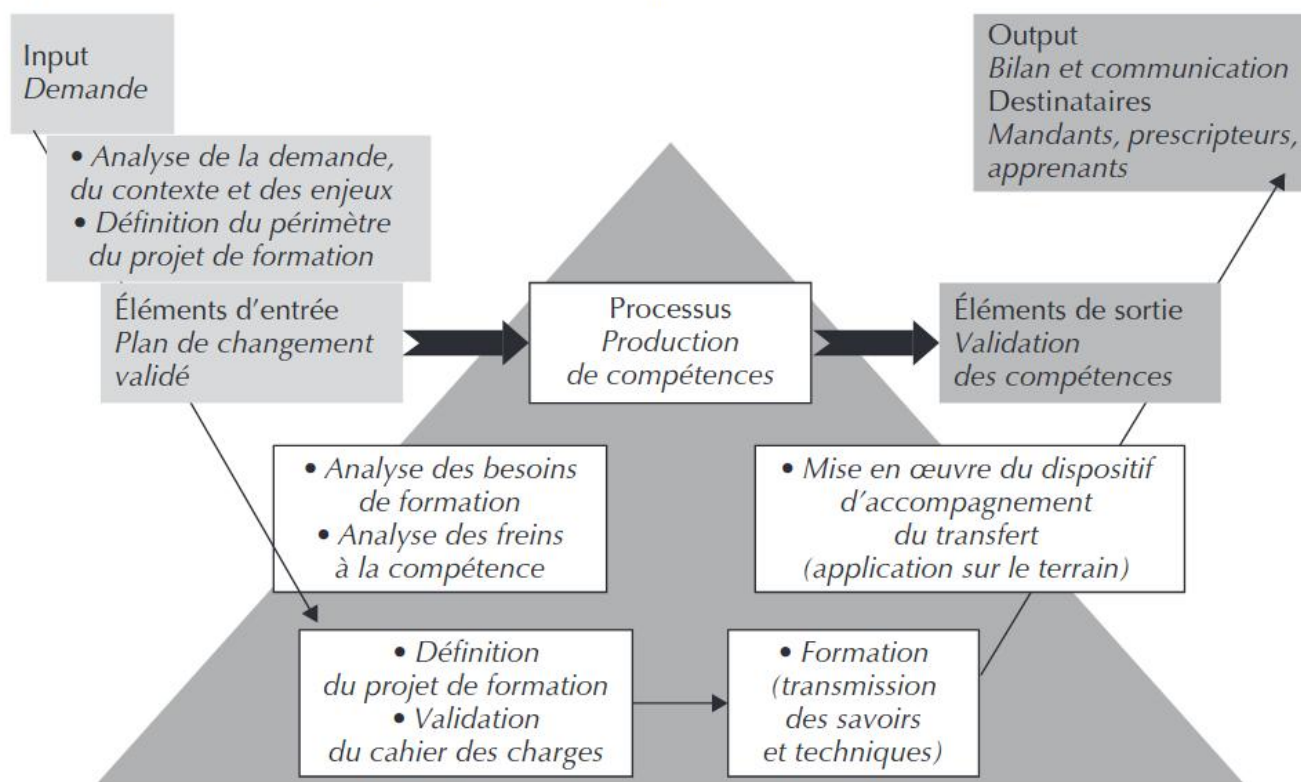 Input
Demande
• Analyse de la demande,
du contexte et des enjeux
• Définition du périmètre
du projet de formation
Éléments d'entrée
Plan de changement
validé
Processus
Production
de compétences
Éléments de sortie
Validation
des compétences
Output
Bilan et communication
Destinataires
Mandants, prescripteurs,
apprenants
• Analyse des besoins
de formation
• Analyse des freins
à la compétence
• Définition
du projet de formation
• Validation
du cahier des charges
• Formation
(transmission
des savoirs
et techniques)
• Mise en œuvre du dispositif
d'accompagnement
du transfert
(application sur le terrain)